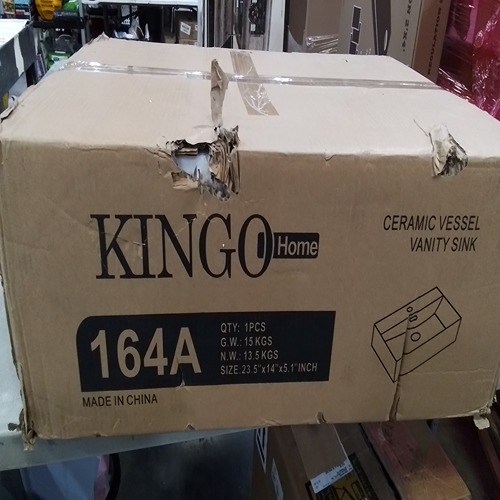 KINGO Home
CERAMIC VESSEL
VANITY SINK
164A
QTY: 1PCS
G.W.: 15 KGS
N.W.: 13.5 KGS
SIZE: 23.5"x14"x5.1"INCH
MADE IN CHINA